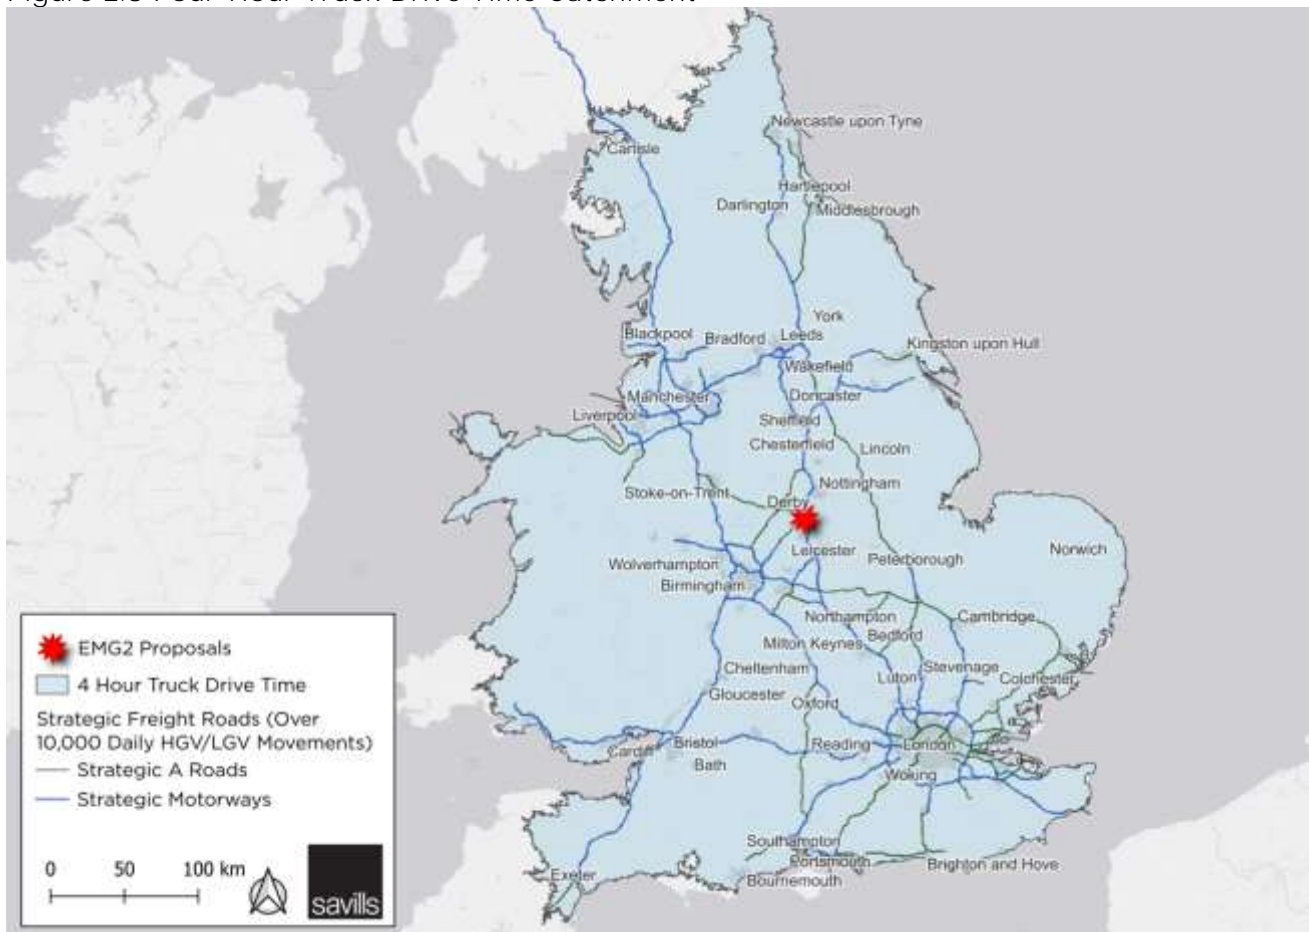 Newcastle upon Tyne
Carlisle
Hartlepool
Darlington
Middlesbrough
York
Blackpool
Bradford
Leeds
Kingston upon Hull
Wakefield
Manchester
Doncaster
Liverpool
Sheffield
Chesterfield
Lincoln
Stoke-on-Trent
Nottingham
Derby
Leicester
Norwich
Wolverhampton
Peterborough
Birmingham
Northampton
Cambridge
Milton Keynes
Bedford
Cheltenham
Stevenage
Luton
Colchester
Gloucester
Oxford
Cardiff
Bristol
Reading
London
Bath
Woking
Southampton
Portsmouth
Brighton and Hove
Exeter
Bournemouth
EMG2 Proposals
4 Hour Truck Drive Time
Strategic Freight Roads (Over
10,000 Daily HGV/LGV Movements)
Strategic A Roads
Strategic Motorways
0 50 100 km
savills